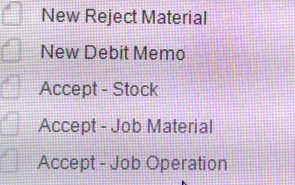 New Reject Material
New Debit Memo
Accept - Stock
Accept - Job Material
Accept - Job Operation